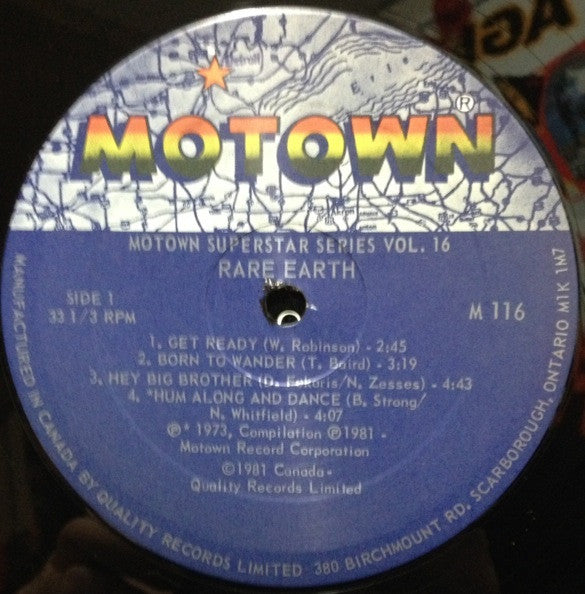 ERIE
MOTOWN®
MOTOWN SUPERSTAR SERIES VOL. 16
RARE EARTH
SIDE 1
33 1/3 RPM
M 116
1. GET READY (W. Robinson) - 2:45
2. BORN TO WANDER (T. Baird) - 3:19
3. HEY BIG BROTHER (D. Fekaris/N. Zesses) - 4:43
4. *HUM ALONG AND DANCE (B. Strong/
N. Whitfield) - 4:07
℗* 1973, Compilation ℗1981 -
Motown Record Corporation
©1981 Canada -
Quality Records Limited
MANUFACTURED IN CANADA BY QUALITY RECORDS LIMITED 380 BIRCHMOUNT RD. SCARBOROUGH, ONTARIO M1K 1M7